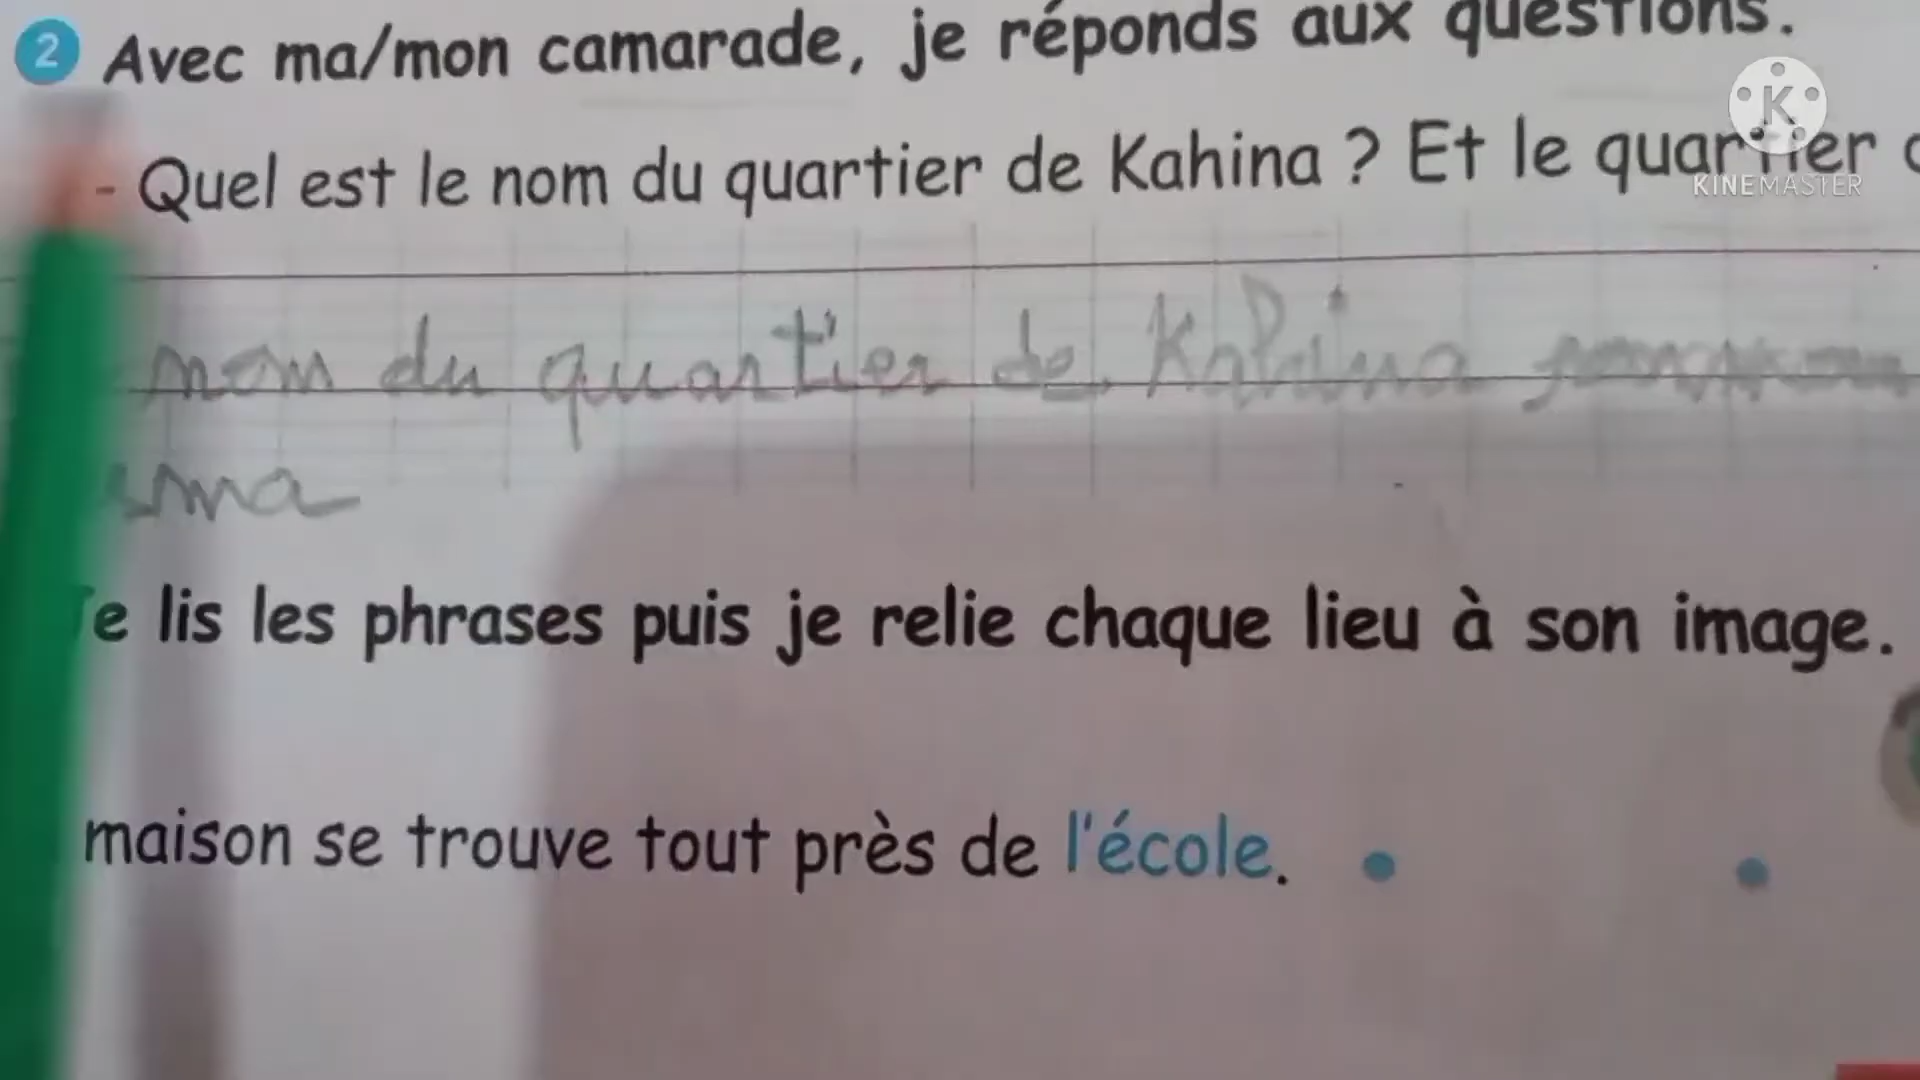 2 Avec ma/mon camarade, je réponds aux questions.
- Quel est le nom du quartier de Kahina ? Et le quartier
KINEMASTER
nom du quartier de Kahina
Je lis les phrases puis je relie chaque lieu à son image.
maison se trouve tout près de l'école.